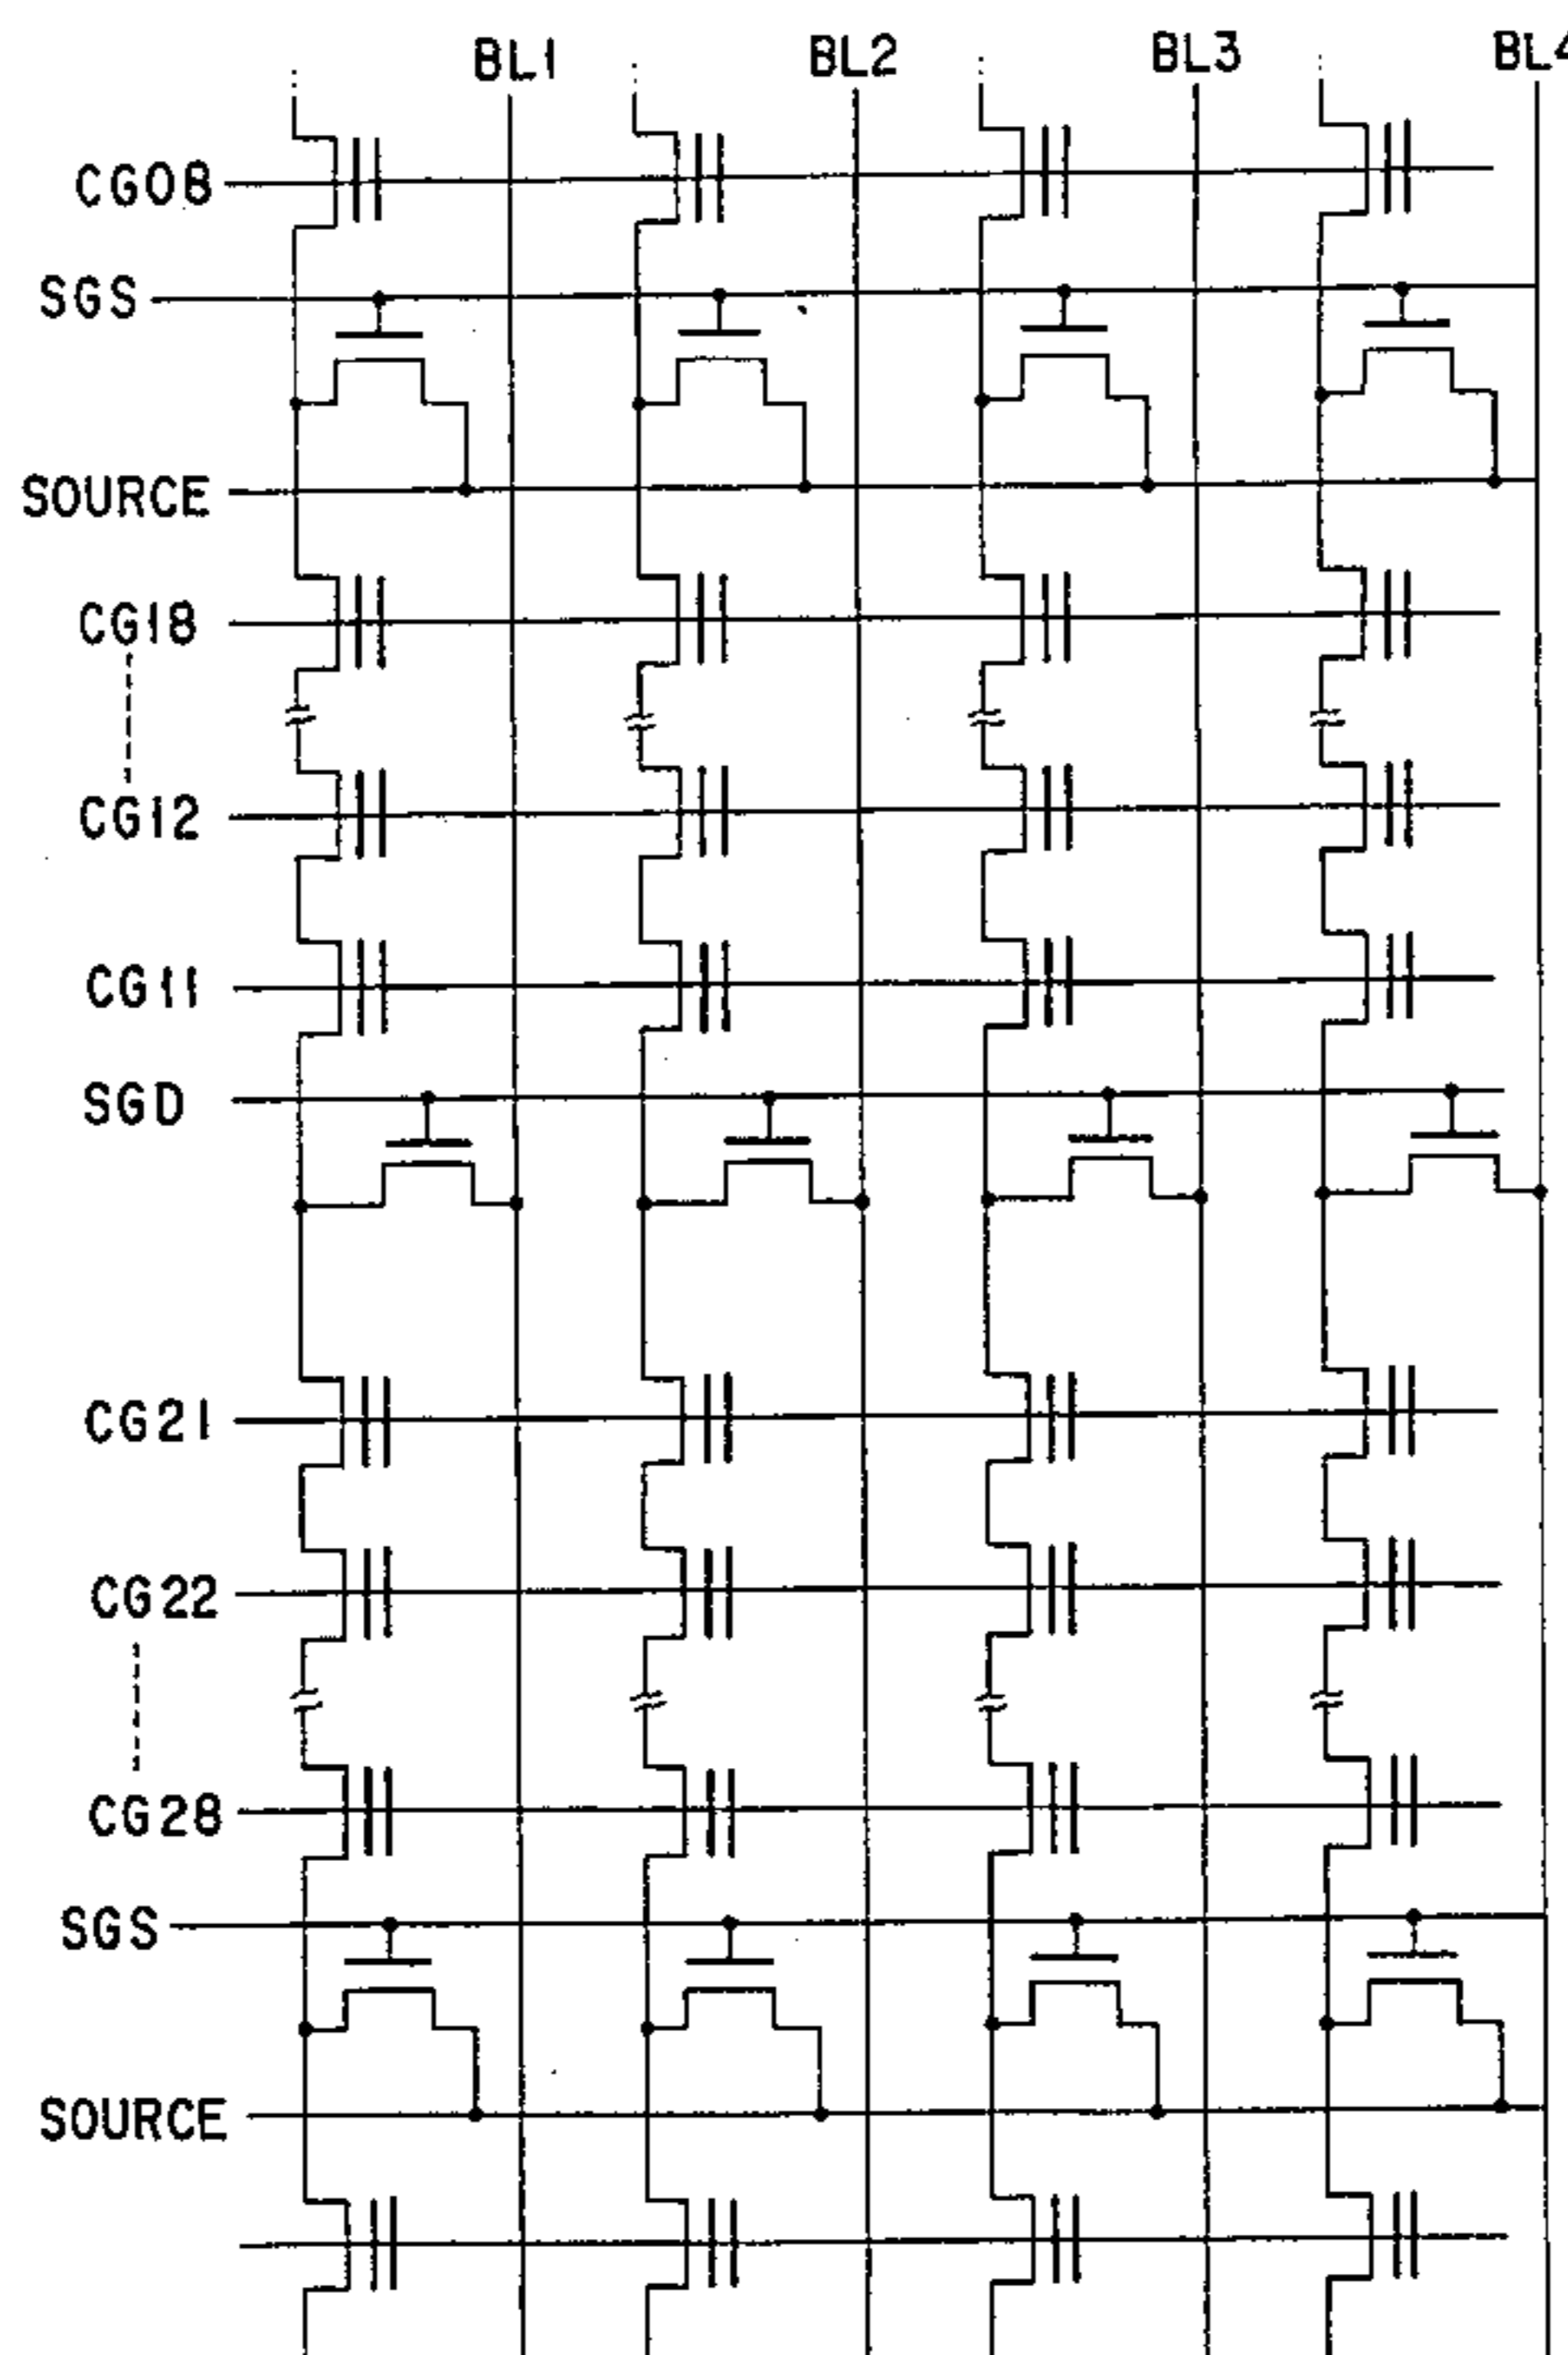 BL1 BL2 BL3 BL4
CG08
SGS
SOURCE
CG18
CG12
CG11
SGD
CG21
CG22
CG28
SGS
SOURCE